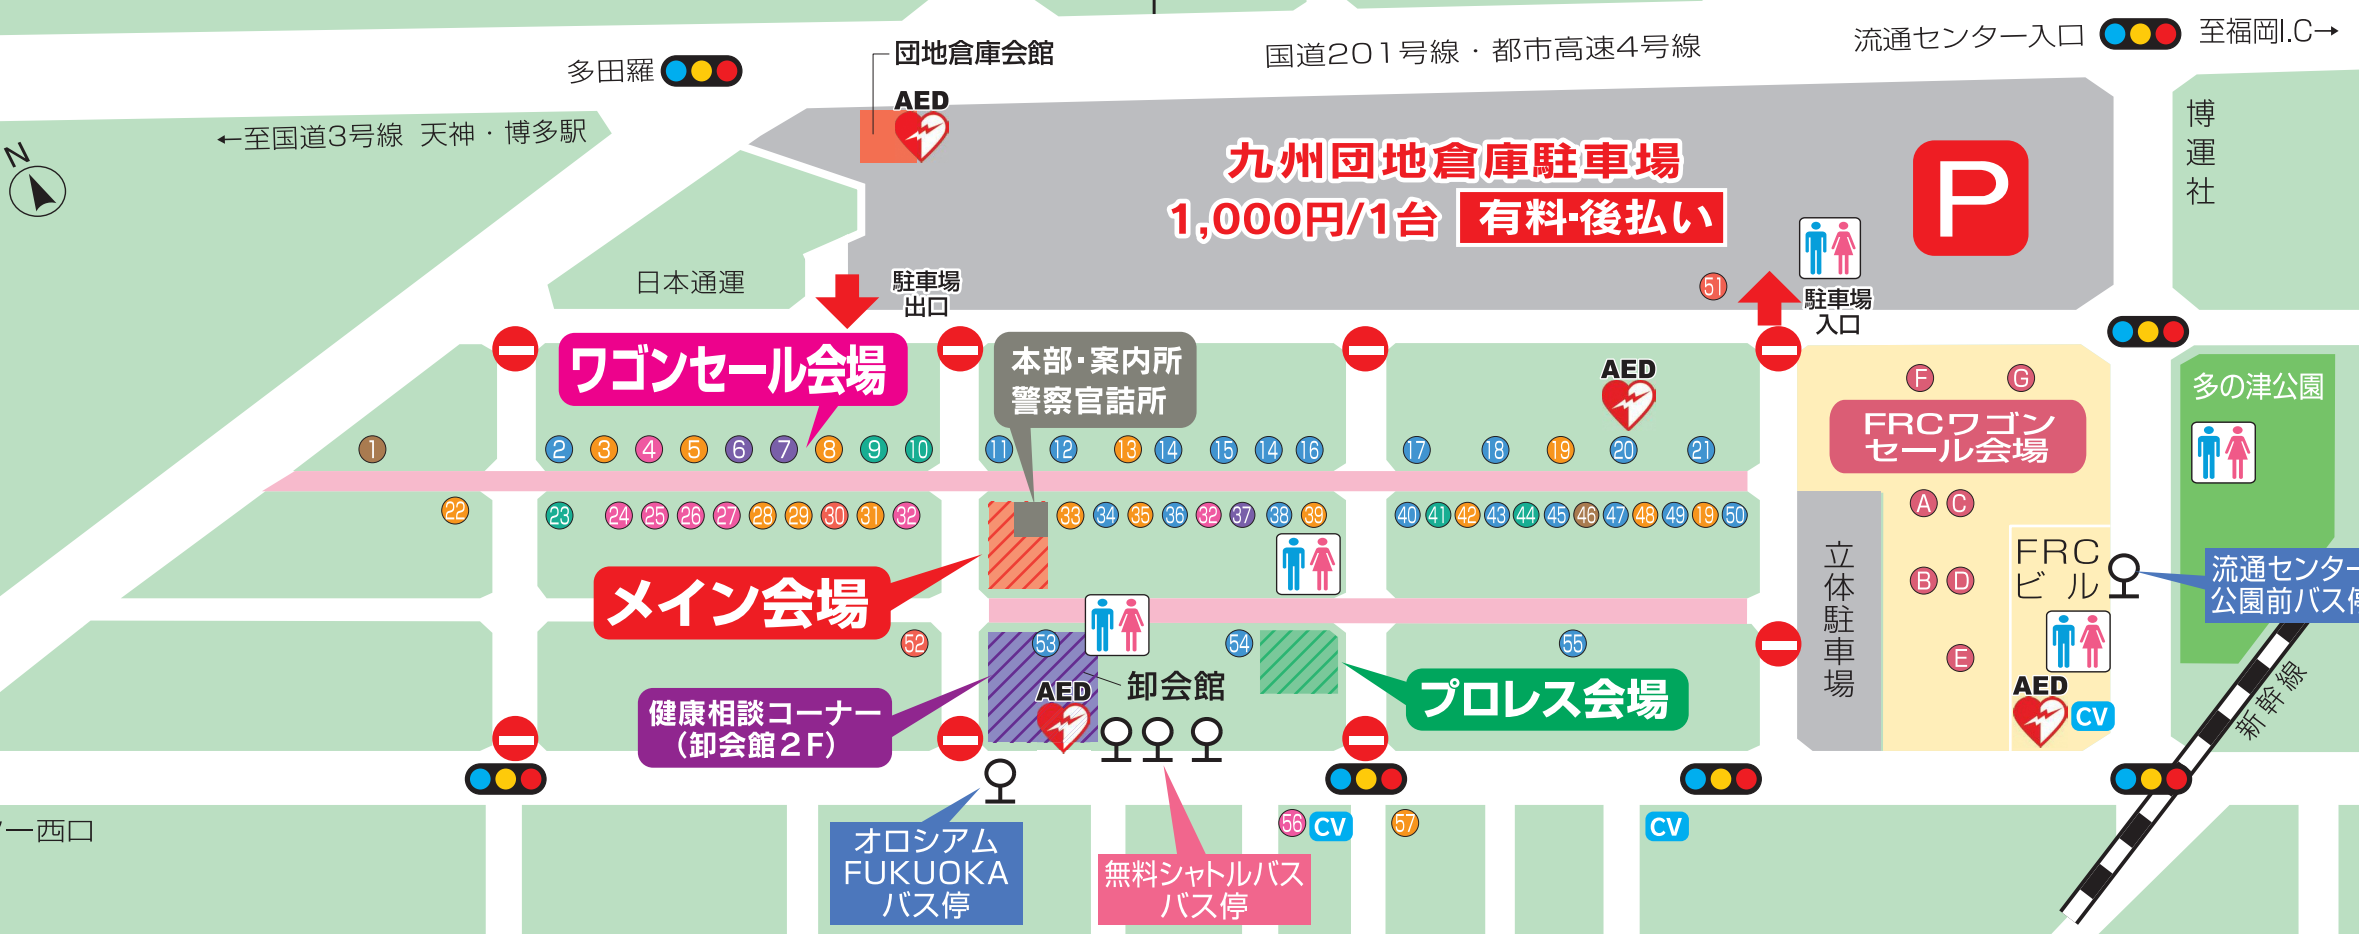 流通センター入口
至福岡I.C→
国道201号線・都市高速4号線
団地倉庫会館
多田羅
AED
←至国道3号線 天神・博多駅
N
九州団地倉庫駐車場
1,000円/1台 有料・後払い
P
博運社
日本通運
駐車場
出口
51
駐車場
入口
ワゴンセール会場
本部・案内所
警察官詰所
AED
F
G
FRCワゴン
セール会場
多の津公園
1
2
3
4
5
6
7
8
9
10
11
12
13
14
15
14
16
17
18
19
20
21
22
23
24
25
26
27
28
29
30
31
32
33
34
35
36
32
37
38
39
40
41
42
43
44
45
46
47
48
49
19
50
A
C
B
D
E
立体駐車場
FRC
ビル
流通センター
公園前バス停
メイン会場
52
53
54
55
卸会館
AED
プロレス会場
健康相談コーナー
(卸会館2F)
AED
CV
新幹線
ー西口
オロシアム
FUKUOKA
バス停
無料シャトルバス
バス停
56
CV
57
CV